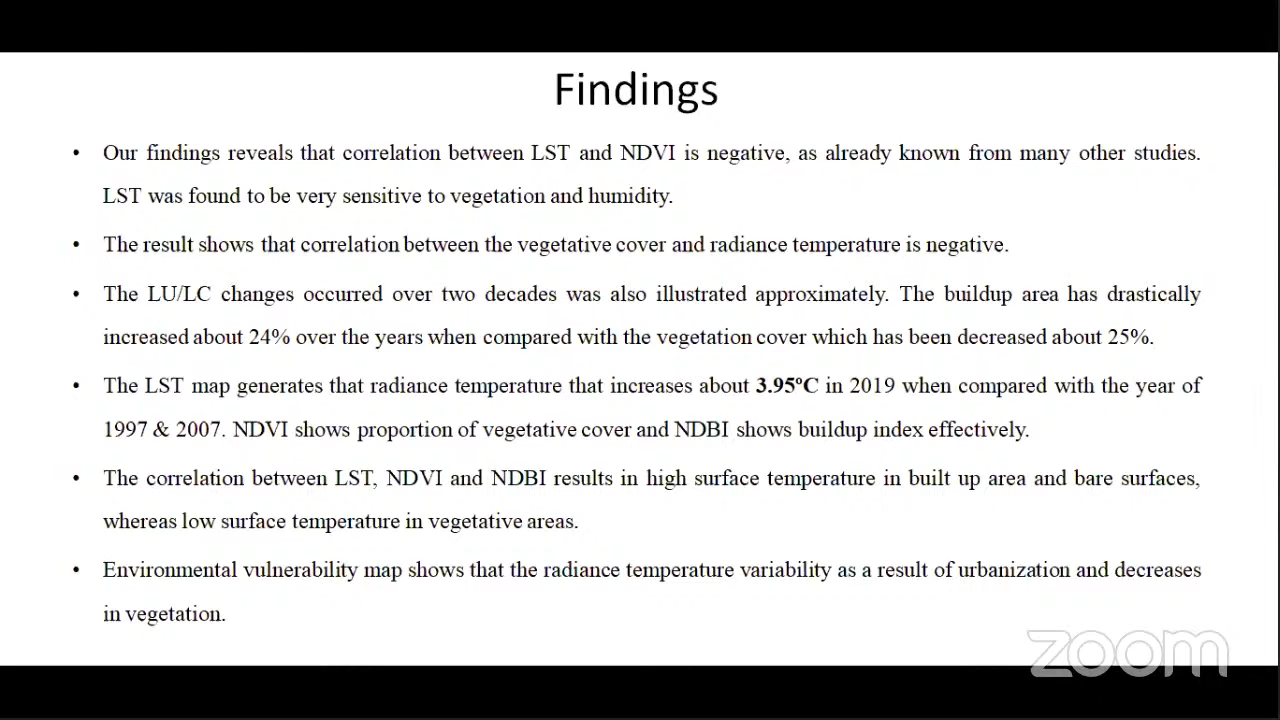 Findings
• Our findings reveals that correlation between LST and NDVI is negative, as already known from many other studies.
LST was found to be very sensitive to vegetation and humidity.
• The result shows that correlation between the vegetative cover and radiance temperature is negative.
• The LU/LC changes occurred over two decades was also illustrated approximately. The buildup area has drastically
increased about 24% over the years when compared with the vegetation cover which has been decreased about 25%.
• The LST map generates that radiance temperature that increases about 3.95ºC in 2019 when compared with the year of
1997 & 2007. NDVI shows proportion of vegetative cover and NDBI shows buildup index effectively.
• The correlation between LST, NDVI and NDBI results in high surface temperature in built up area and bare surfaces,
whereas low surface temperature in vegetative areas.
• Environmental vulnerability map shows that the radiance temperature variability as a result of urbanization and decreases
in vegetation.
zoom